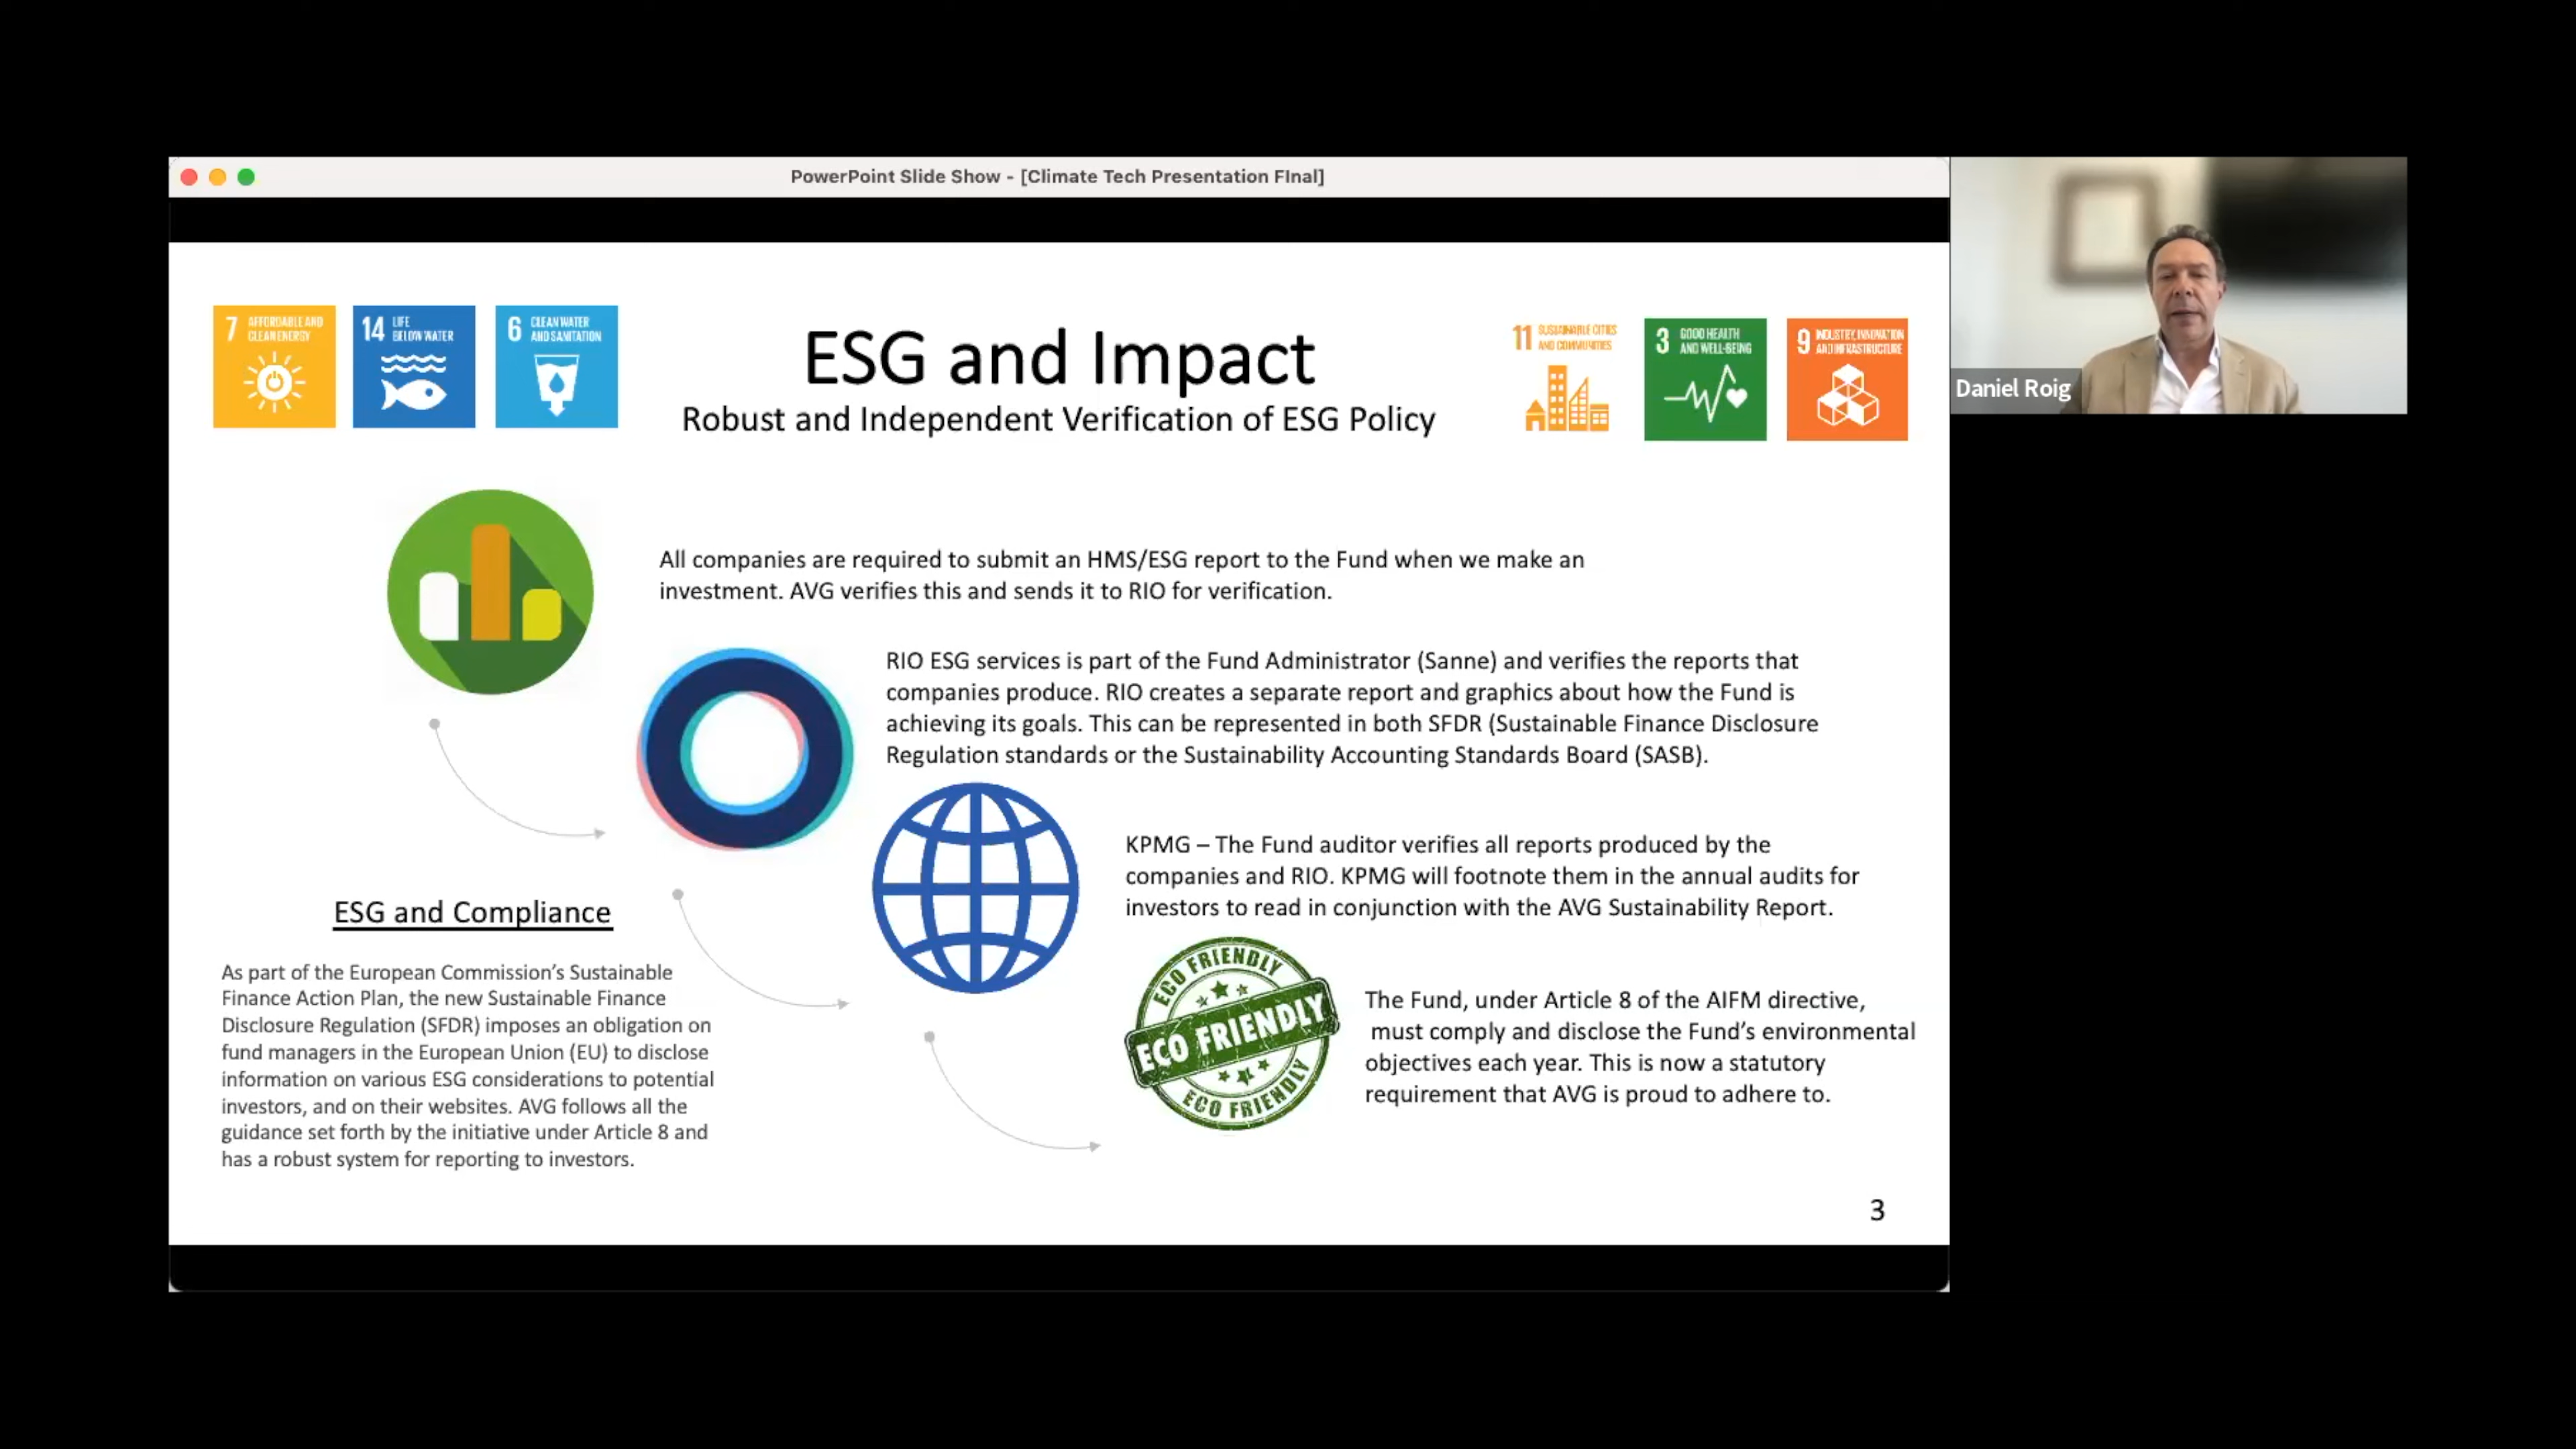 PowerPoint Slide Show - [Climate Tech Presentation FInal]
7 AFFORDABLE AND
CLEAN ENERGY
14 LIFE
BELOW WATER
6 CLEAN WATER
AND SANITATION
ESG and Impact
Robust and Independent Verification of ESG Policy
11 SUSTAINABLE CITIES
AND COMMUNITIES
3 GOOD HEALTH
AND WELL-BEING
9 INDUSTRY, INNOVATION
AND INFRASTRUCTURE
Daniel Roig
All companies are required to submit an HMS/ESG report to the Fund when we make an
investment. AVG verifies this and sends it to RIO for verification.
RIO ESG services is part of the Fund Administrator (Sanne) and verifies the reports that
companies produce. RIO creates a separate report and graphics about how the Fund is
achieving its goals. This can be represented in both SFDR (Sustainable Finance Disclosure
Regulation standards or the Sustainability Accounting Standards Board (SASB).
KPMG – The Fund auditor verifies all reports produced by the
companies and RIO. KPMG will footnote them in the annual audits for
investors to read in conjunction with the AVG Sustainability Report.
ECO FRIENDLY
ECO FRIENDLY
ECO FRIENDLY
The Fund, under Article 8 of the AIFM directive,
must comply and disclose the Fund's environmental
objectives each year. This is now a statutory
requirement that AVG is proud to adhere to.
ESG and Compliance
As part of the European Commission's Sustainable
Finance Action Plan, the new Sustainable Finance
Disclosure Regulation (SFDR) imposes an obligation on
fund managers in the European Union (EU) to disclose
information on various ESG considerations to potential
investors, and on their websites. AVG follows all the
guidance set forth by the initiative under Article 8 and
has a robust system for reporting to investors.
3